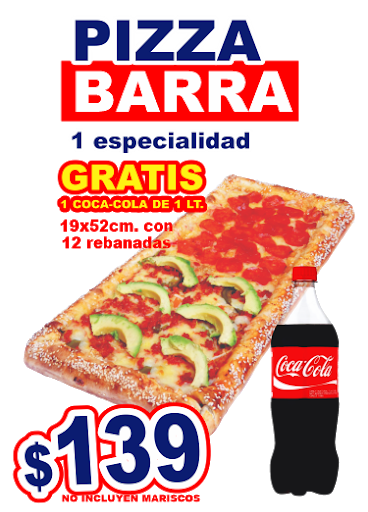 PIZZA
BARRA
1 especialidad
GRATIS
1 COCA-COLA DE 1 LT.
19x52cm. con
12 rebanadas
Coca-Cola
$139
NO INCLUYEN MARISCOS